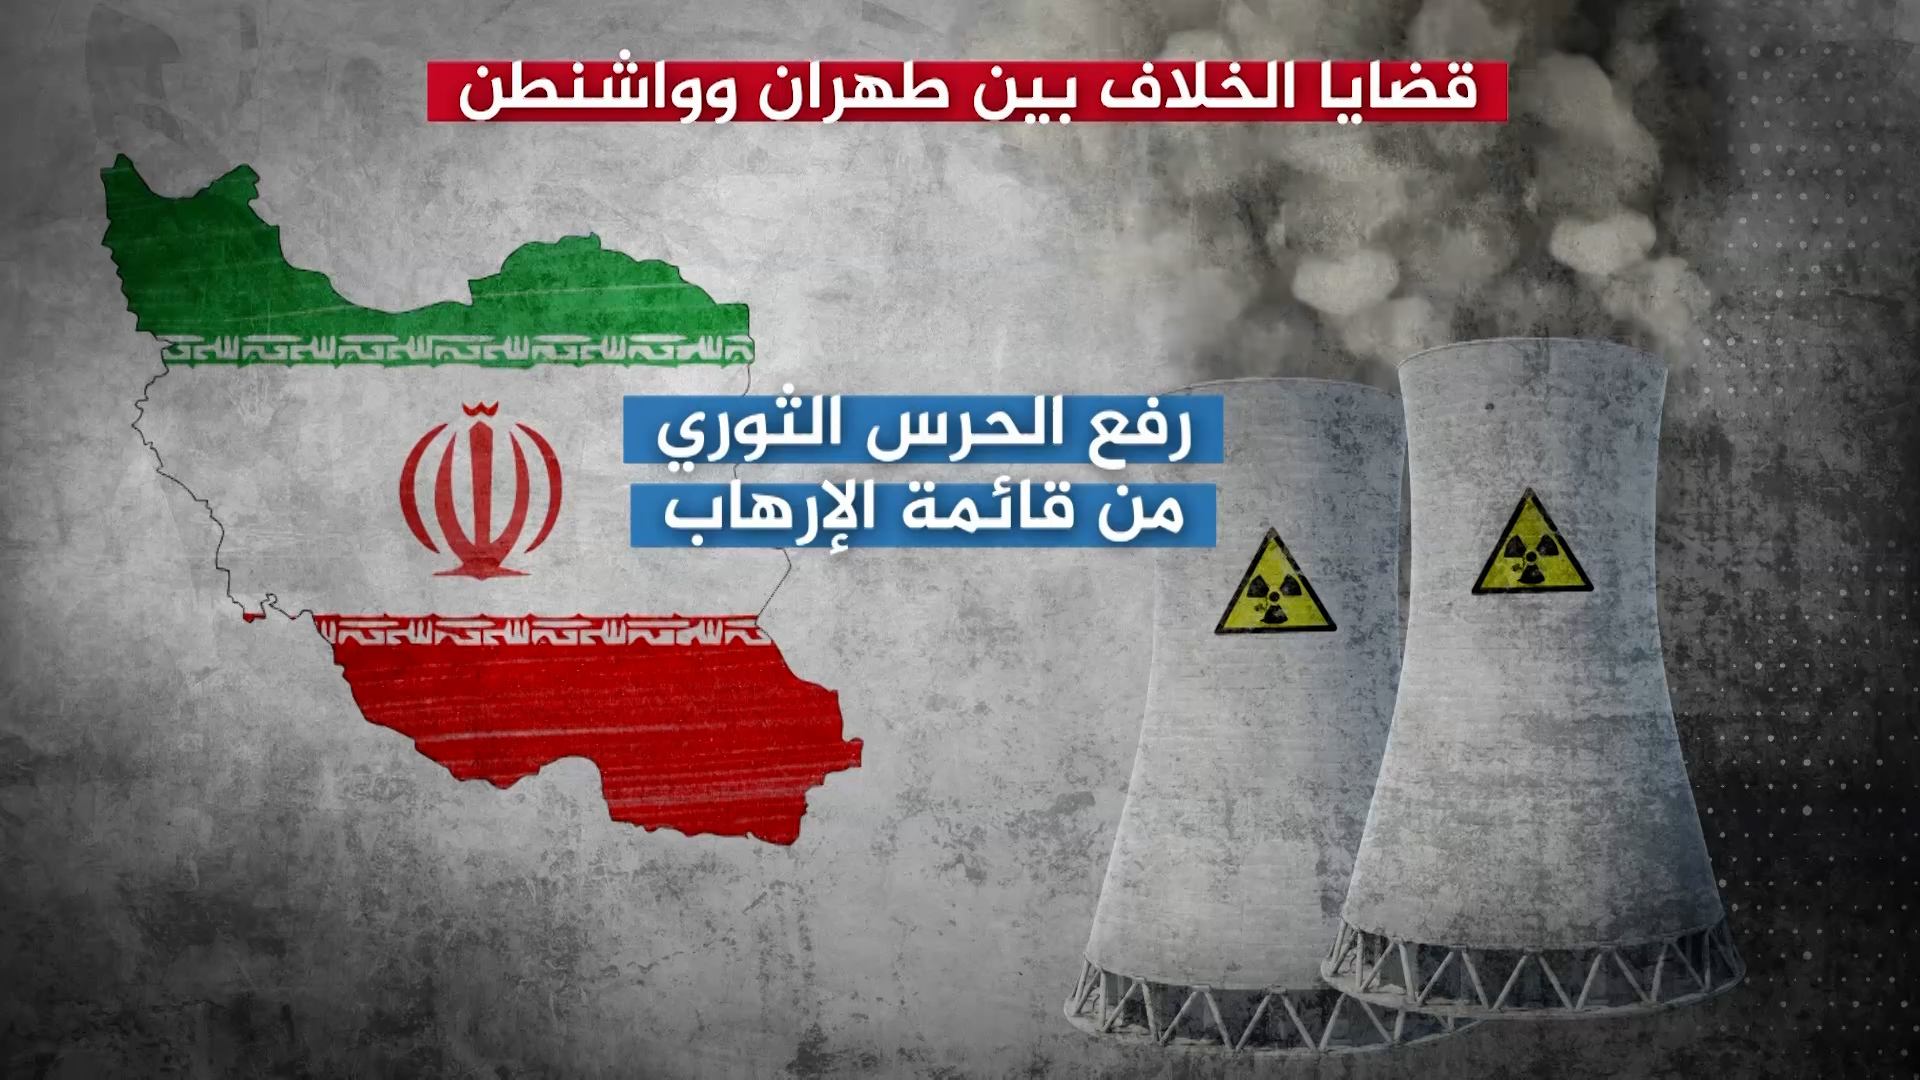 قضايا الخلاف بين طهران وواشنطن
رفع الحرس الثوري
من قائمة الإرهاب